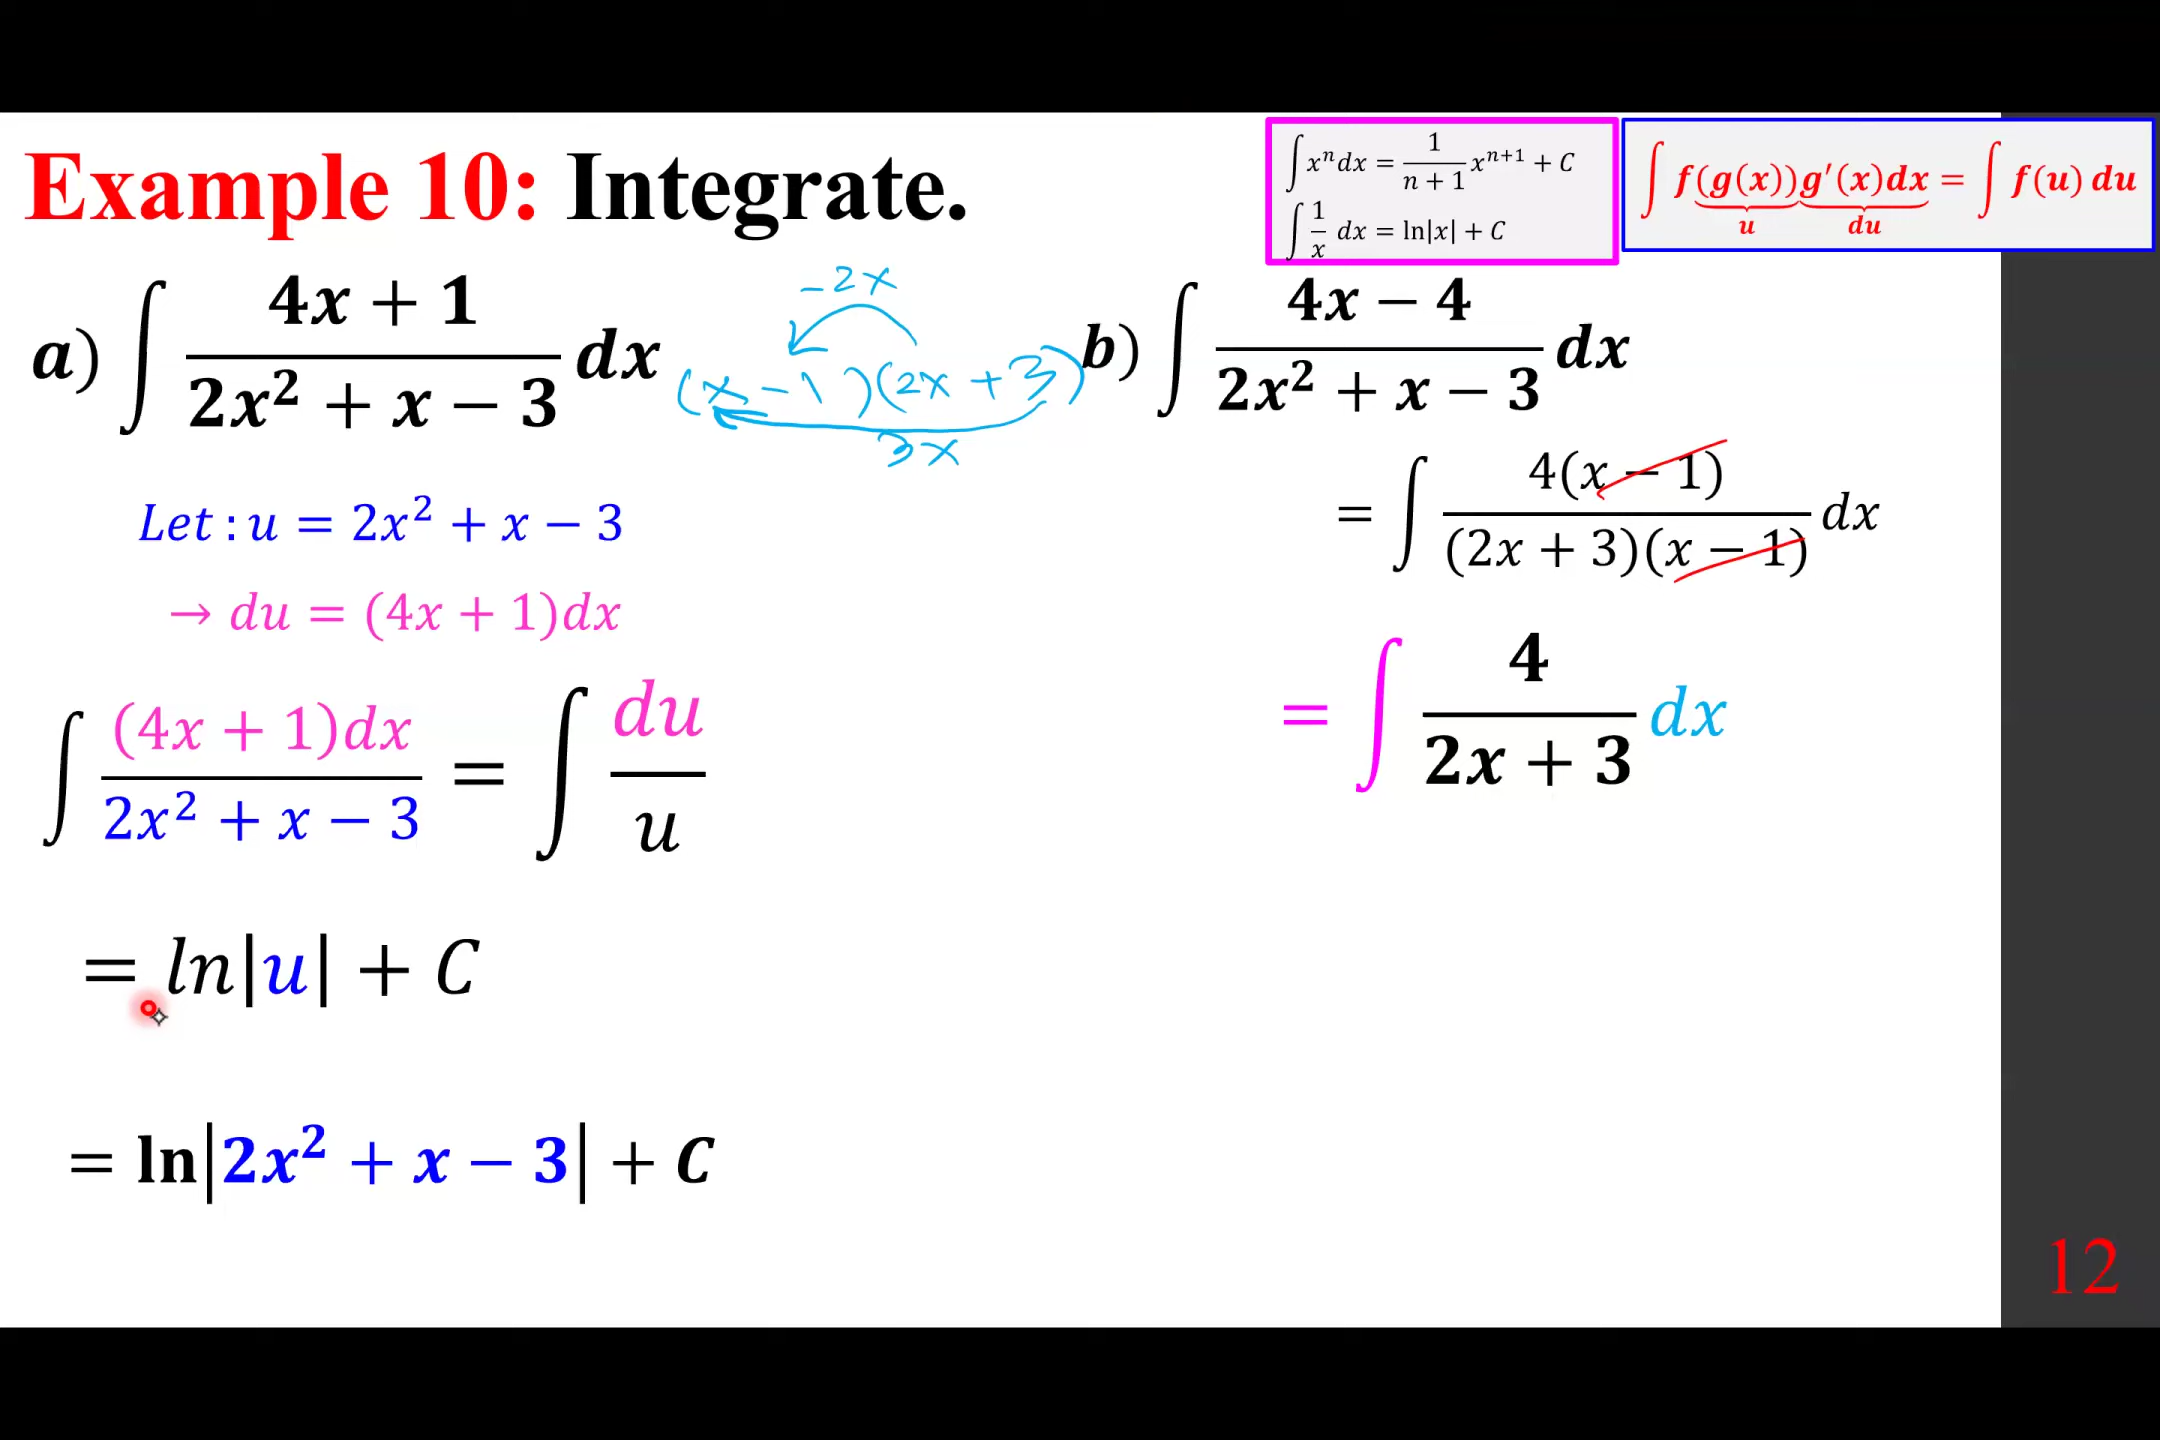 Example 10: Integrate.
∫xⁿdx = 1/(n + 1) xⁿ⁺¹ + C
∫1/x dx = ln|x| + C
∫ f(g(x))g′(x)dx = ∫ f(u) du
u du
a) ∫ (4x + 1)/(2x² + x − 3) dx
−2x
(x − 1)(2x + 3)
3x
Let : u = 2x² + x − 3
→ du = (4x + 1)dx
∫ (4x + 1)dx/(2x² + x − 3) = ∫ du/u
= ln|u| + C
= ln|2x² + x − 3| + C
b) ∫ (4x − 4)/(2x² + x − 3) dx
= ∫ 4(x − 1)/((2x + 3)(x − 1)) dx
= ∫ 4/(2x + 3) dx
12